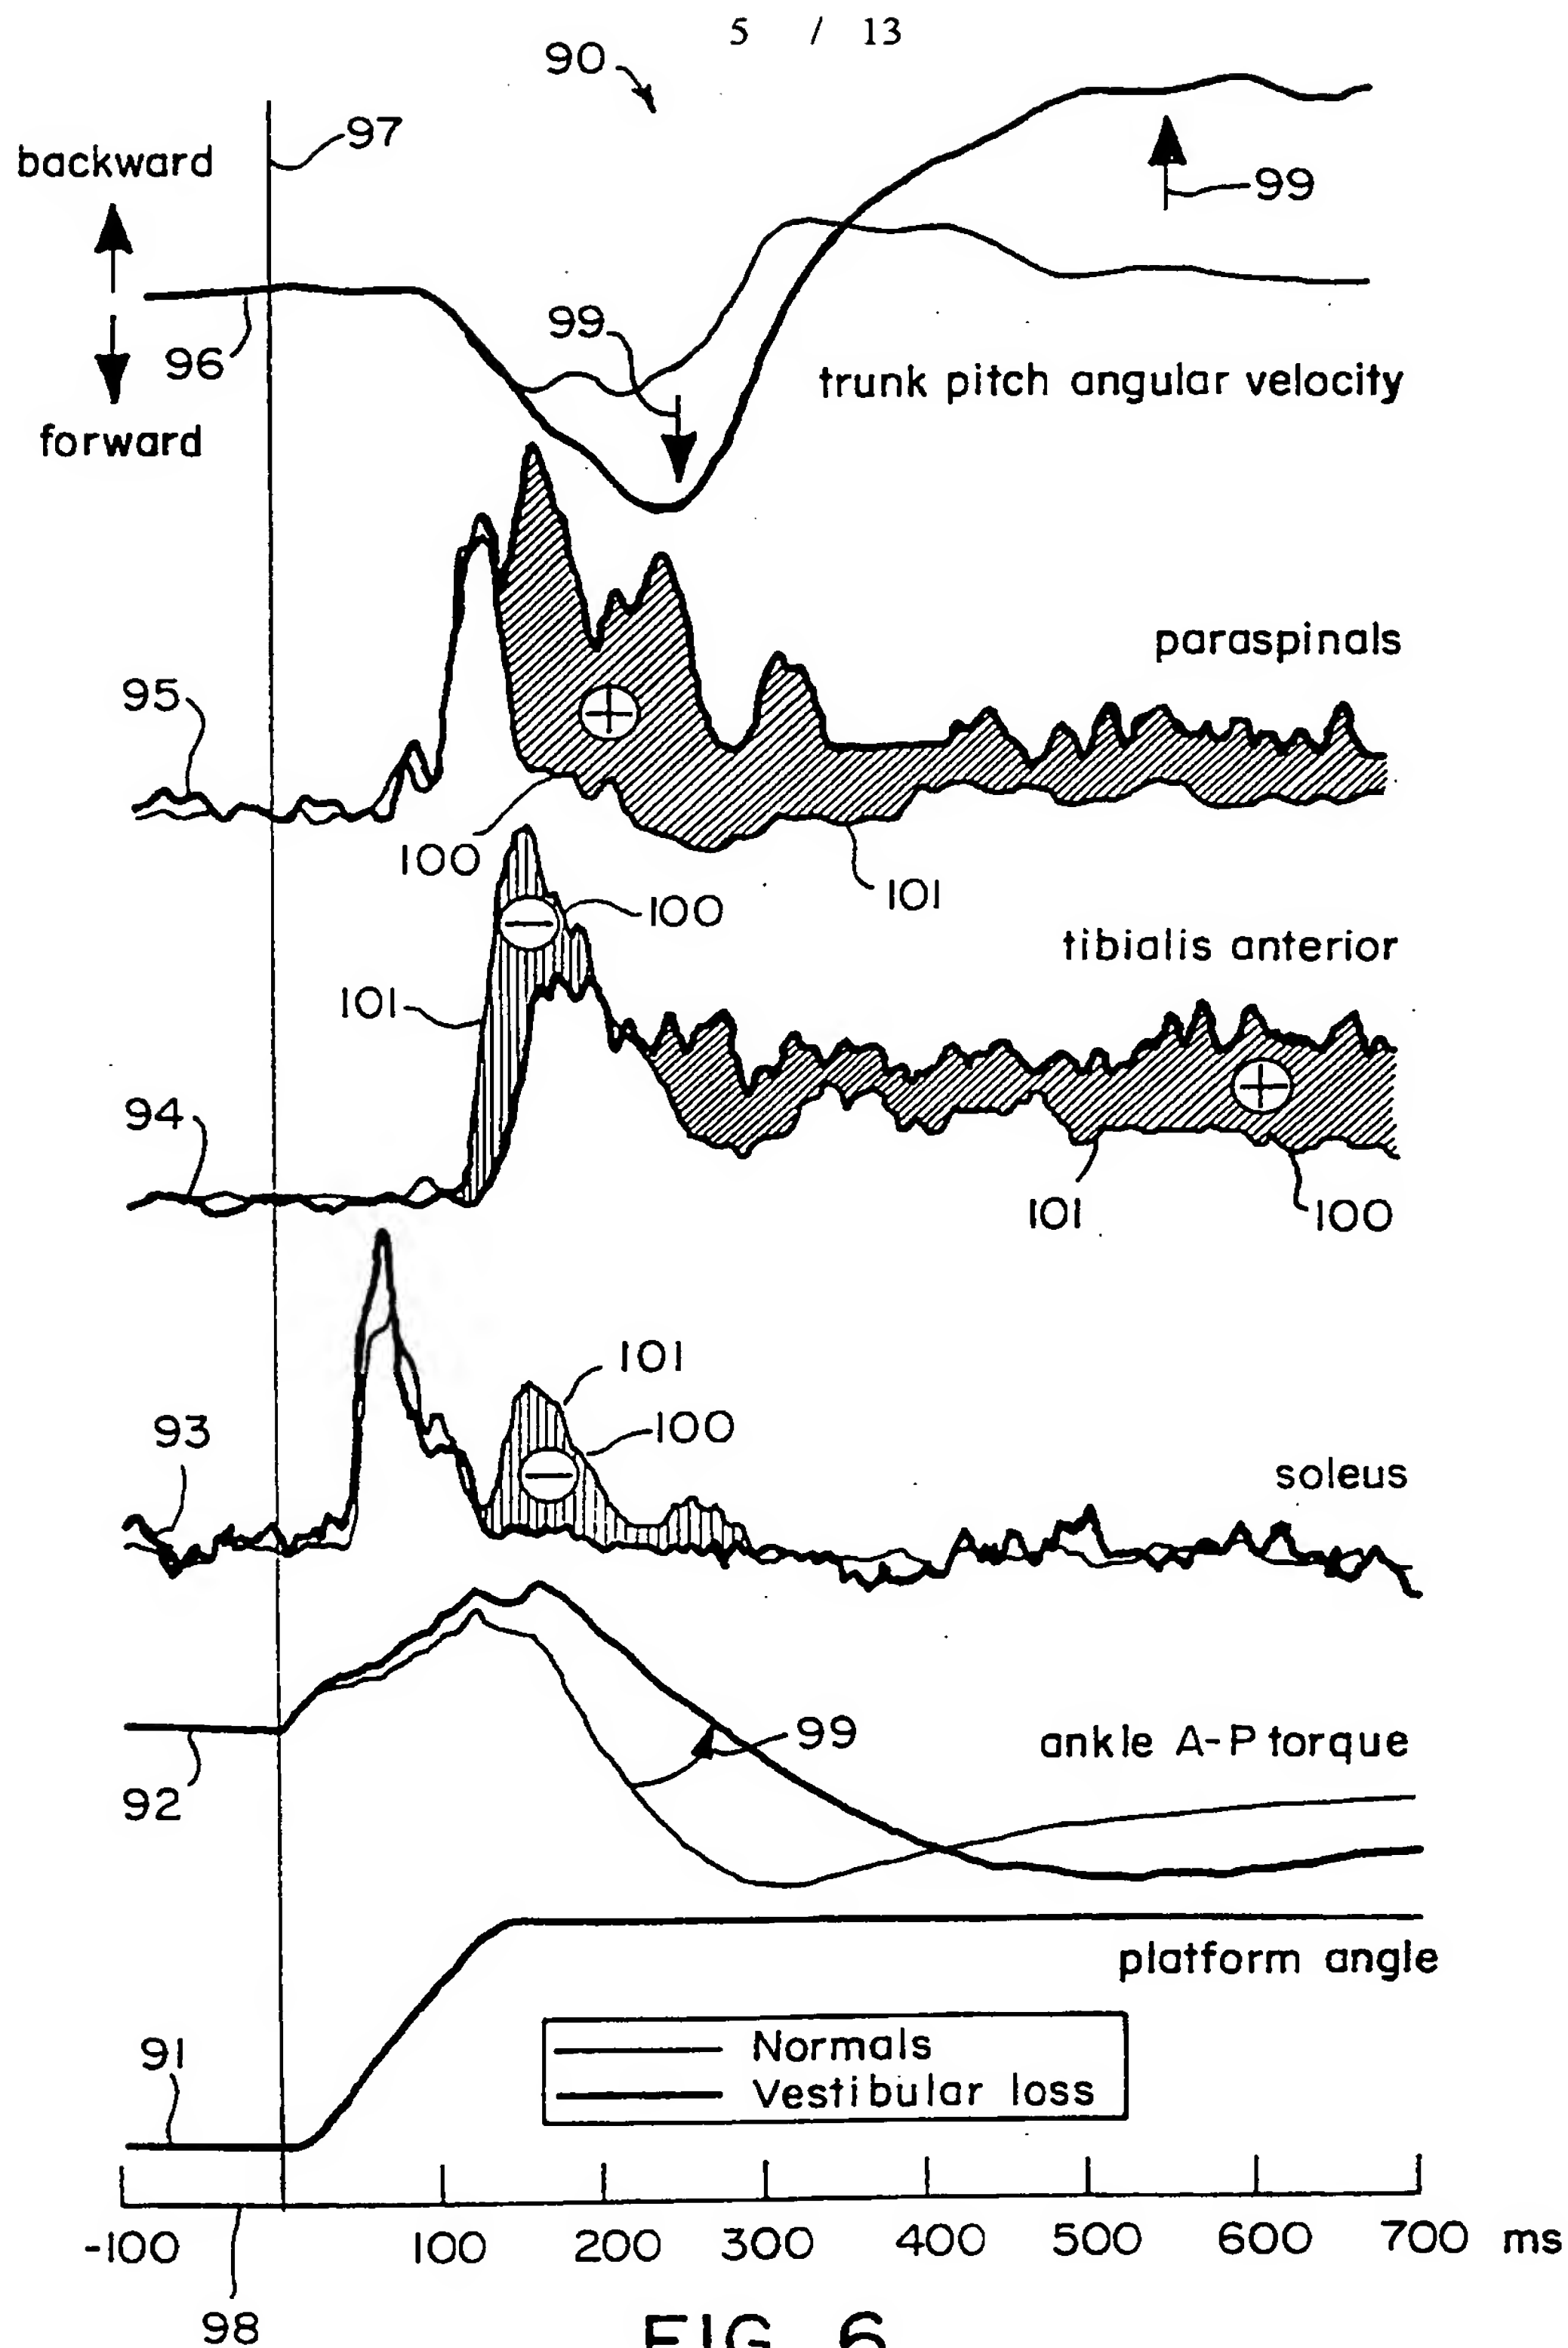 5 / 13
90
97
backward
99
99
96
trunk pitch angular velocity
forward
paraspinals
95
+
100
101
100
−
tibialis anterior
101
94
+
101
100
101
93
100
−
soleus
99
ankle A-P torque
92
platform angle
91
Normals
Vestibular loss
-100 100 200 300 400 500 600 700 ms
98
FIG. 6